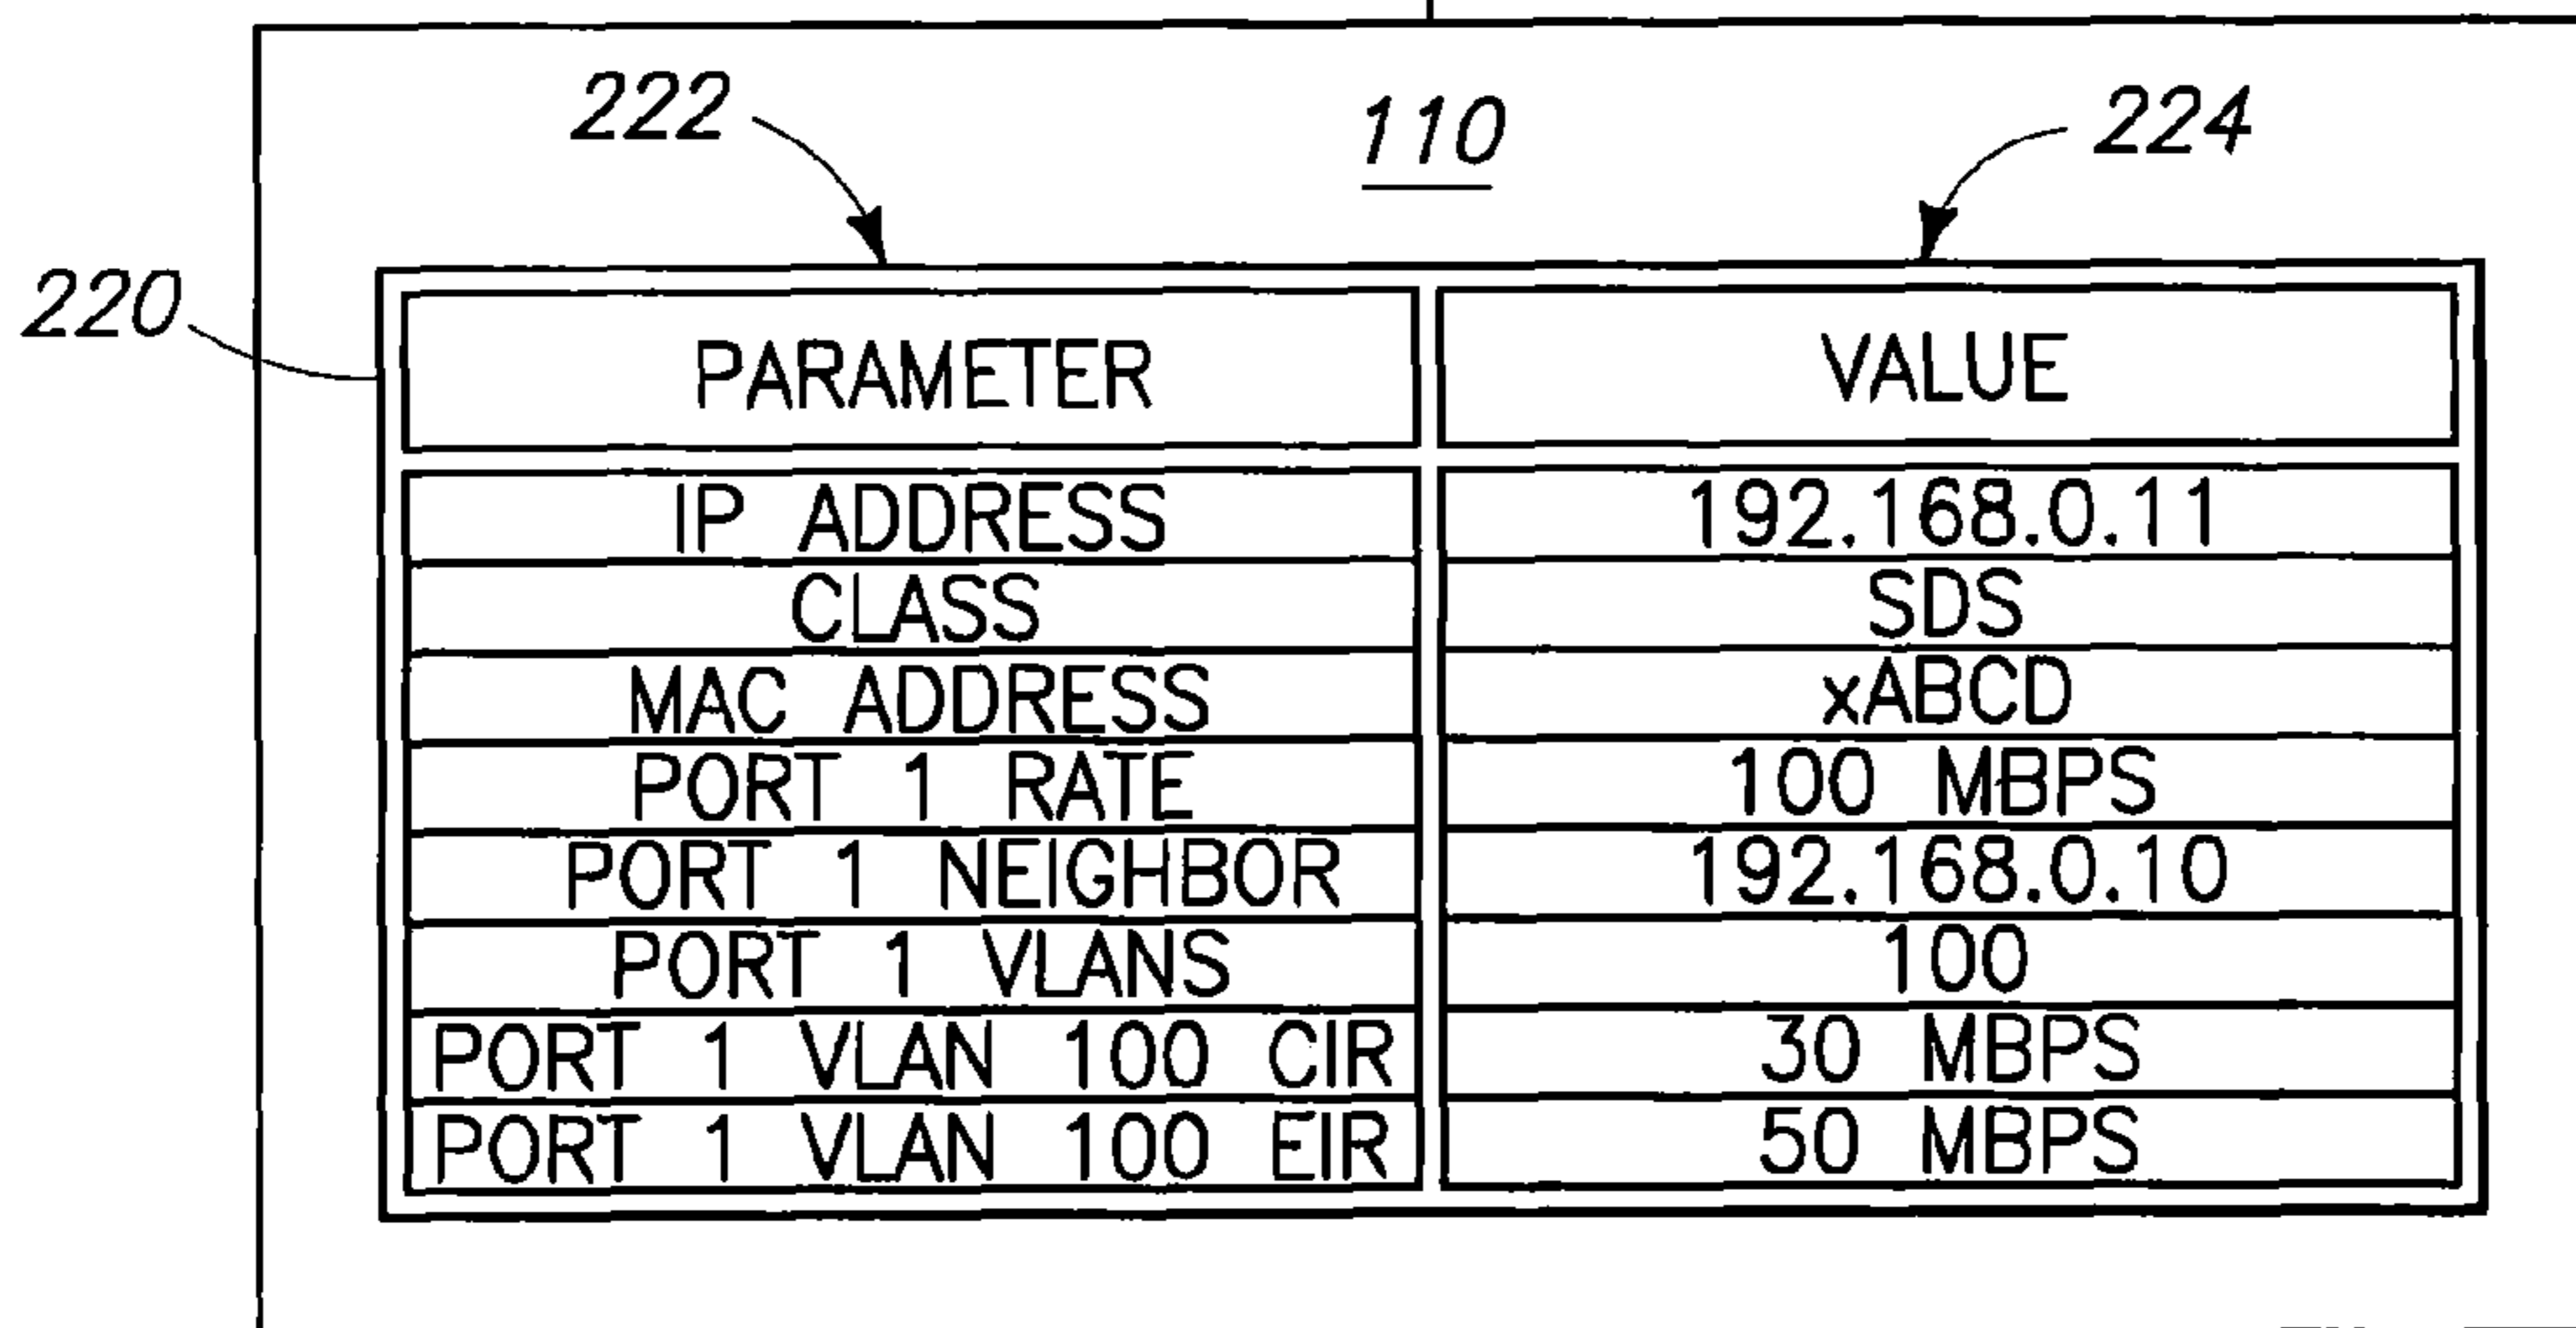 222 110 224
220
PARAMETER VALUE
IP ADDRESS 192.168.0.11
CLASS SDS
MAC ADDRESS xABCD
PORT 1 RATE 100 MBPS
PORT 1 NEIGHBOR 192.168.0.10
PORT 1 VLANS 100
PORT 1 VLAN 100 CIR 30 MBPS
PORT 1 VLAN 100 EIR 50 MBPS